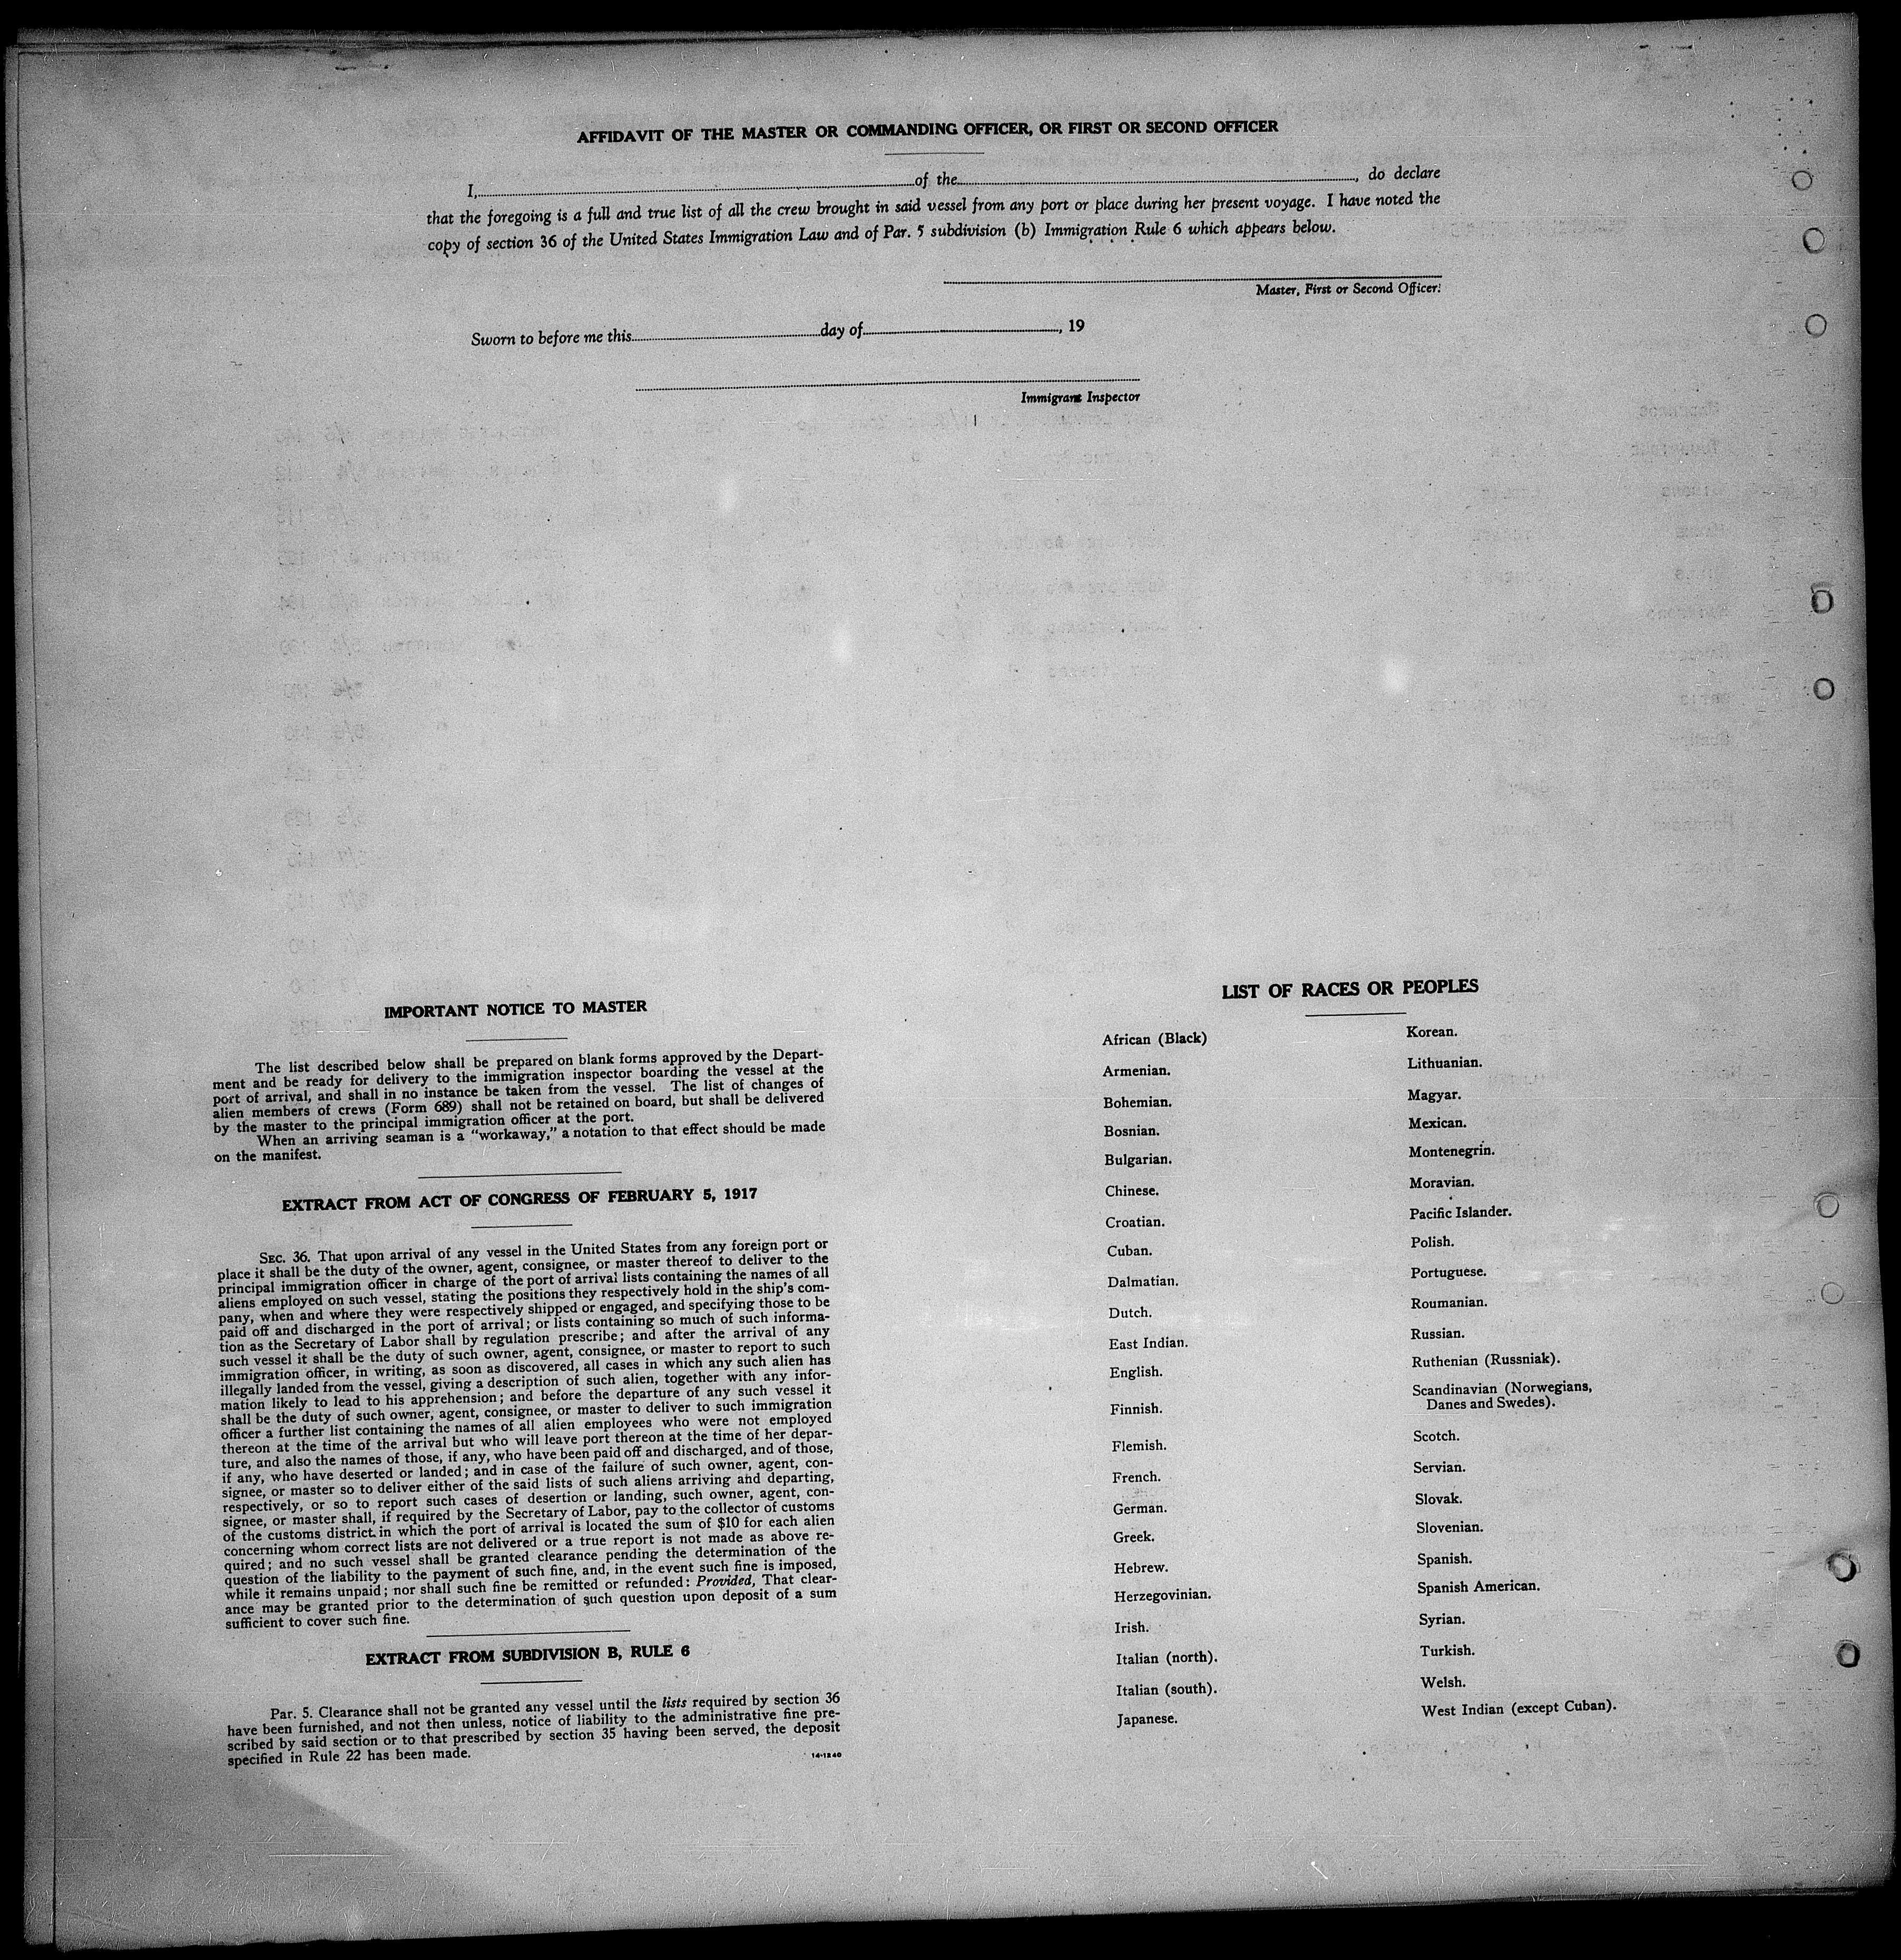 AFFIDAVIT OF THE MASTER OR COMMANDING OFFICER, OR FIRST OR SECOND OFFICER
I, of the , do declare
that the foregoing is a full and true list of all the crew brought in said vessel from any port or place during her present voyage. I have noted the
copy of section 36 of the United States Immigration Law and of Par. 5 subdivision (b) Immigration Rule 6 which appears below.
Master, First or Second Officer.
Sworn to before me this day of , 19
Immigrant Inspector
IMPORTANT NOTICE TO MASTER
The list described below shall be prepared on blank forms approved by the Depart-
ment and be ready for delivery to the immigration inspector boarding the vessel at the
port of arrival, and shall in no instance be taken from the vessel. The list of changes of
alien members of crews (Form 689) shall not be retained on board, but shall be delivered
by the master to the principal immigration officer at the port.
When an arriving seaman is a "workaway," a notation to that effect should be made
on the manifest.
EXTRACT FROM ACT OF CONGRESS OF FEBRUARY 5, 1917
SEC. 36. That upon arrival of any vessel in the United States from any foreign port or
place it shall be the duty of the owner, agent, consignee, or master thereof to deliver to the
principal immigration officer in charge of the port of arrival lists containing the names of all
aliens employed on such vessel, stating the positions they respectively hold in the ship's com-
pany, when and where they were respectively shipped or engaged, and specifying those to be
paid off and discharged in the port of arrival; or lists containing so much of such informa-
tion as the Secretary of Labor shall by regulation prescribe; and after the arrival of any
such vessel it shall be the duty of such owner, agent, consignee, or master to report to such
immigration officer, in writing, as soon as discovered, all cases in which any such alien has
illegally landed from the vessel, giving a description of such alien, together with any infor-
mation likely to lead to his apprehension; and before the departure of any such vessel it
shall be the duty of such owner, agent, consignee, or master to deliver to such immigration
officer a further list containing the names of all alien employees who were not employed
thereon at the time of the arrival but who will leave port thereon at the time of her depar-
ture, and also the names of those, if any, who have been paid off and discharged, and of those,
if any, who have deserted or landed; and in case of the failure of such owner, agent, con-
signee, or master so to deliver either of the said lists of such aliens arriving and departing,
respectively, or so to report such cases of desertion or landing, such owner, agent, con-
signee, or master shall, if required by the Secretary of Labor, pay to the collector of customs
of the customs district in which the port of arrival is located the sum of $10 for each alien
concerning whom correct lists are not delivered or a true report is not made as above re-
quired; and no such vessel shall be granted clearance pending the determination of the
question of the liability to the payment of such fine, and, in the event such fine is imposed,
while it remains unpaid; nor shall such fine be remitted or refunded: Provided, That clear-
ance may be granted prior to the determination of such question upon deposit of a sum
sufficient to cover such fine.
EXTRACT FROM SUBDIVISION B, RULE 6
Par. 5. Clearance shall not be granted any vessel until the lists required by section 36
have been furnished, and not then unless, notice of liability to the administrative fine pre-
scribed by said section or to that prescribed by section 35 having been served, the deposit
specified in Rule 22 has been made.
14-1240
LIST OF RACES OR PEOPLES
African (Black)
Armenian.
Bohemian.
Bosnian.
Bulgarian.
Chinese.
Croatian.
Cuban.
Dalmatian.
Dutch.
East Indian.
English.
Finnish.
Flemish.
French.
German.
Greek.
Hebrew.
Herzegovinian.
Irish.
Italian (north).
Italian (south).
Japanese.
Korean.
Lithuanian.
Magyar.
Mexican.
Montenegrin.
Moravian.
Pacific Islander.
Polish.
Portuguese.
Roumanian.
Russian.
Ruthenian (Russniak).
Scandinavian (Norwegians,
Danes and Swedes).
Scotch.
Servian.
Slovak.
Slovenian.
Spanish.
Spanish American.
Syrian.
Turkish.
Welsh.
West Indian (except Cuban).